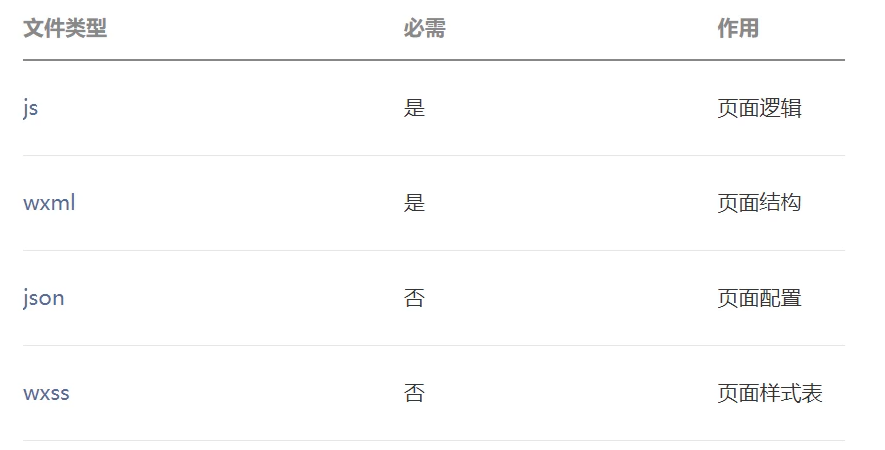 文件类型 必需 作用
js 是 页面逻辑
wxml 是 页面结构
json 否 页面配置
wxss 否 页面样式表